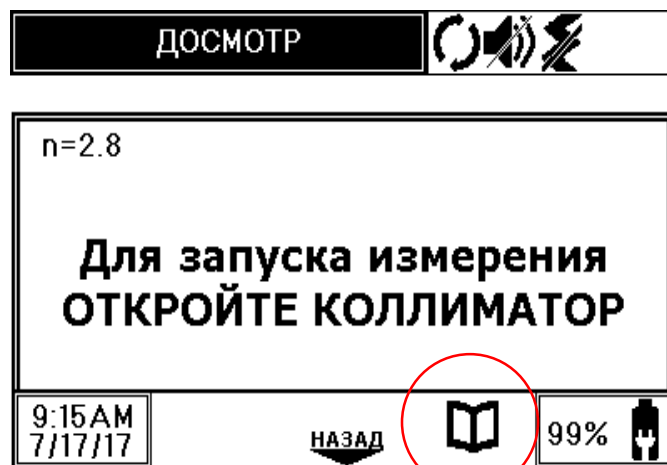 ДОСМОТР
n=2.8
Для запуска измерения
ОТКРОЙТЕ КОЛЛИМАТОР
9:15AM
7/17/17
НАЗАД
99%